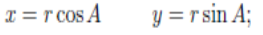 x = r cos A y = r sin A;